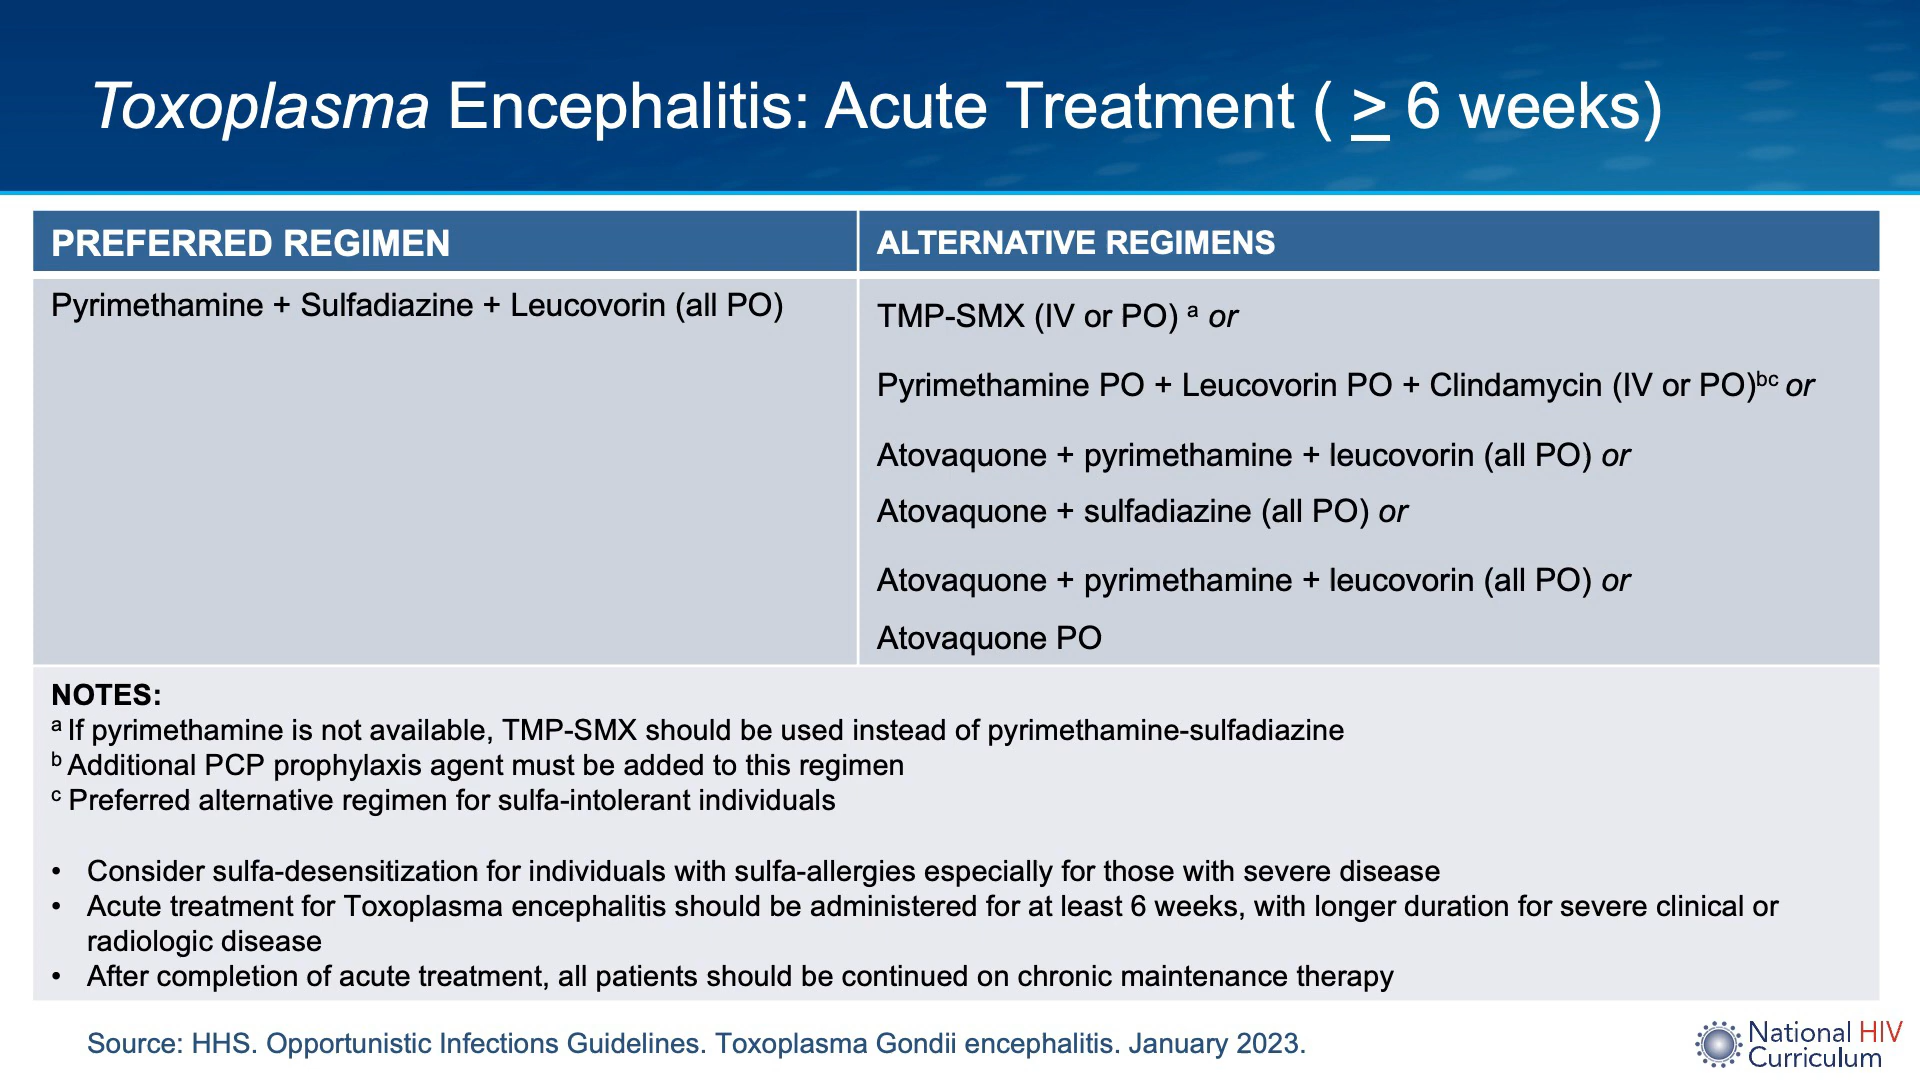 Toxoplasma Encephalitis: Acute Treatment ( ≥ 6 weeks)
PREFERRED REGIMEN
ALTERNATIVE REGIMENS
Pyrimethamine + Sulfadiazine + Leucovorin (all PO)
TMP-SMX (IV or PO) ᵃ or
Pyrimethamine PO + Leucovorin PO + Clindamycin (IV or PO)ᵇᶜ or
Atovaquone + pyrimethamine + leucovorin (all PO) or
Atovaquone + sulfadiazine (all PO) or
Atovaquone + pyrimethamine + leucovorin (all PO) or
Atovaquone PO
NOTES:
ᵃ If pyrimethamine is not available, TMP-SMX should be used instead of pyrimethamine-sulfadiazine
ᵇ Additional PCP prophylaxis agent must be added to this regimen
ᶜ Preferred alternative regimen for sulfa-intolerant individuals
• Consider sulfa-desensitization for individuals with sulfa-allergies especially for those with severe disease
• Acute treatment for Toxoplasma encephalitis should be administered for at least 6 weeks, with longer duration for severe clinical or
radiologic disease
• After completion of acute treatment, all patients should be continued on chronic maintenance therapy
Source: HHS. Opportunistic Infections Guidelines. Toxoplasma Gondii encephalitis. January 2023.
National HIV
Curriculum